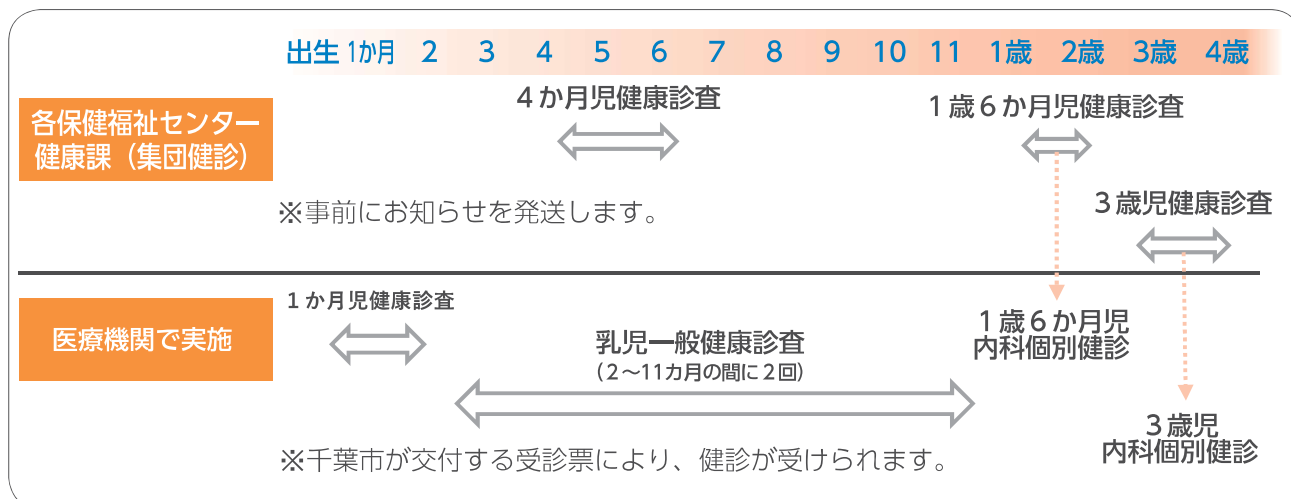 出生 1か月 2 3 4 5 6 7 8 9 10 11 1歳 2歳 3歳 4歳
各保健福祉センター
健康課（集団健診）
4か月児健康診査
1歳6か月児健康診査
※事前にお知らせを発送します。
3歳児健康診査
医療機関で実施
1か月児健康診査
乳児一般健康診査
（2～11カ月の間に2回）
1歳6か月児
内科個別健診
3歳児
内科個別健診
※千葉市が交付する受診票により、健診が受けられます。